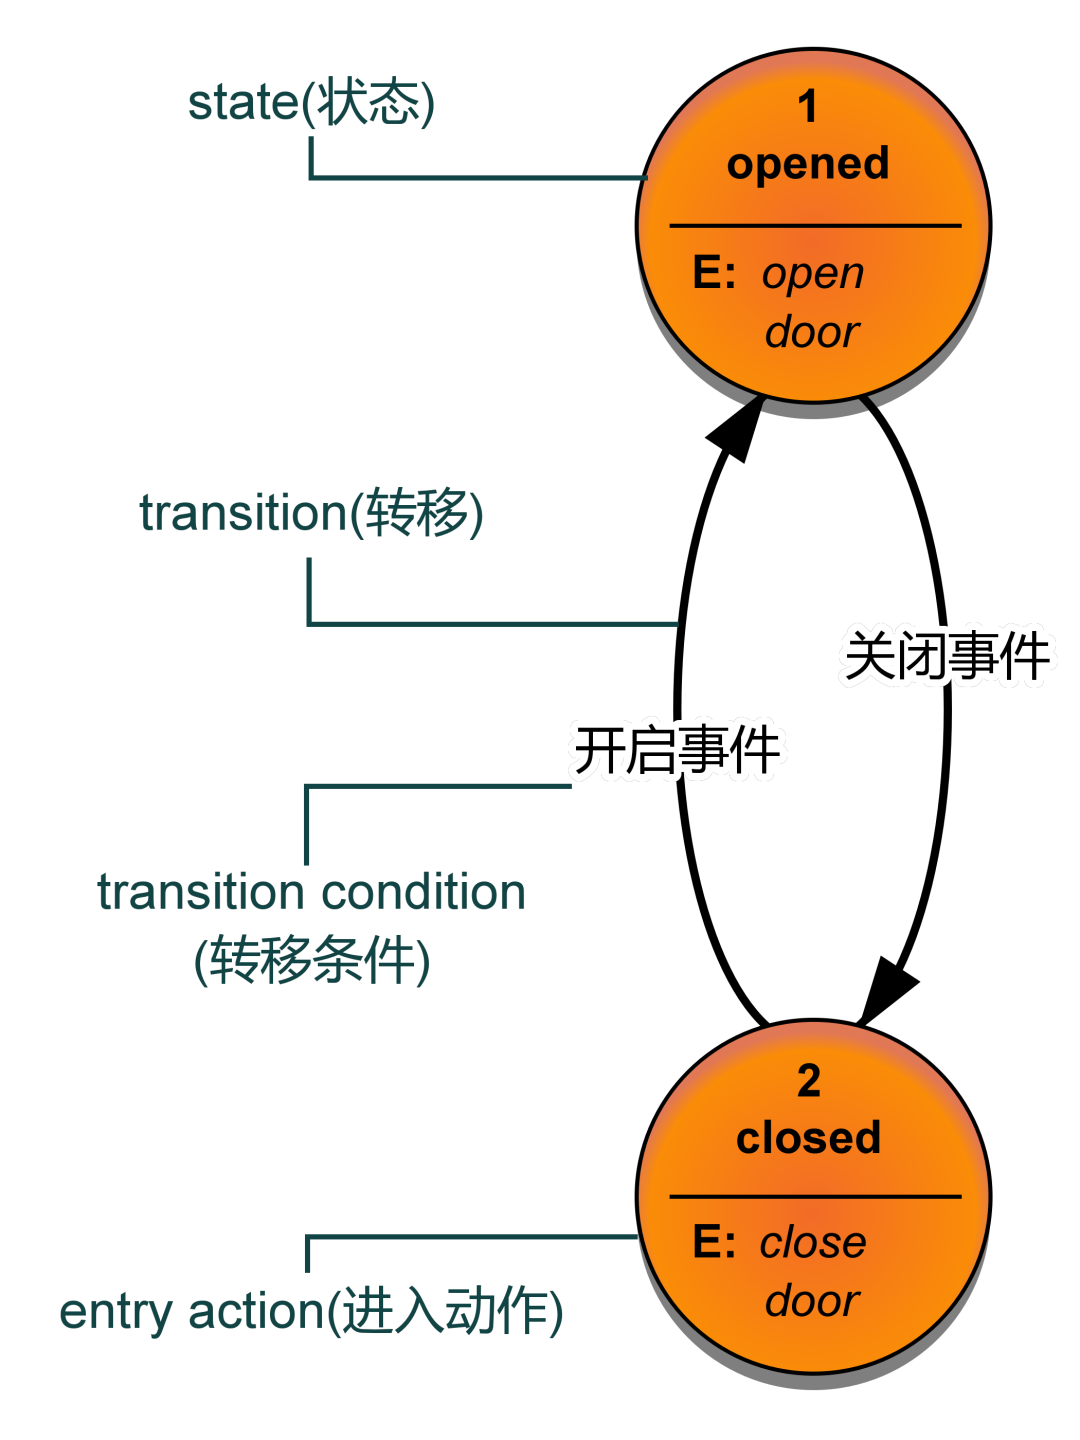 state(状态)
1
opened
E: open
door
transition(转移)
关闭事件
开启事件
transition condition
(转移条件)
2
closed
E: close
door
entry action(进入动作)